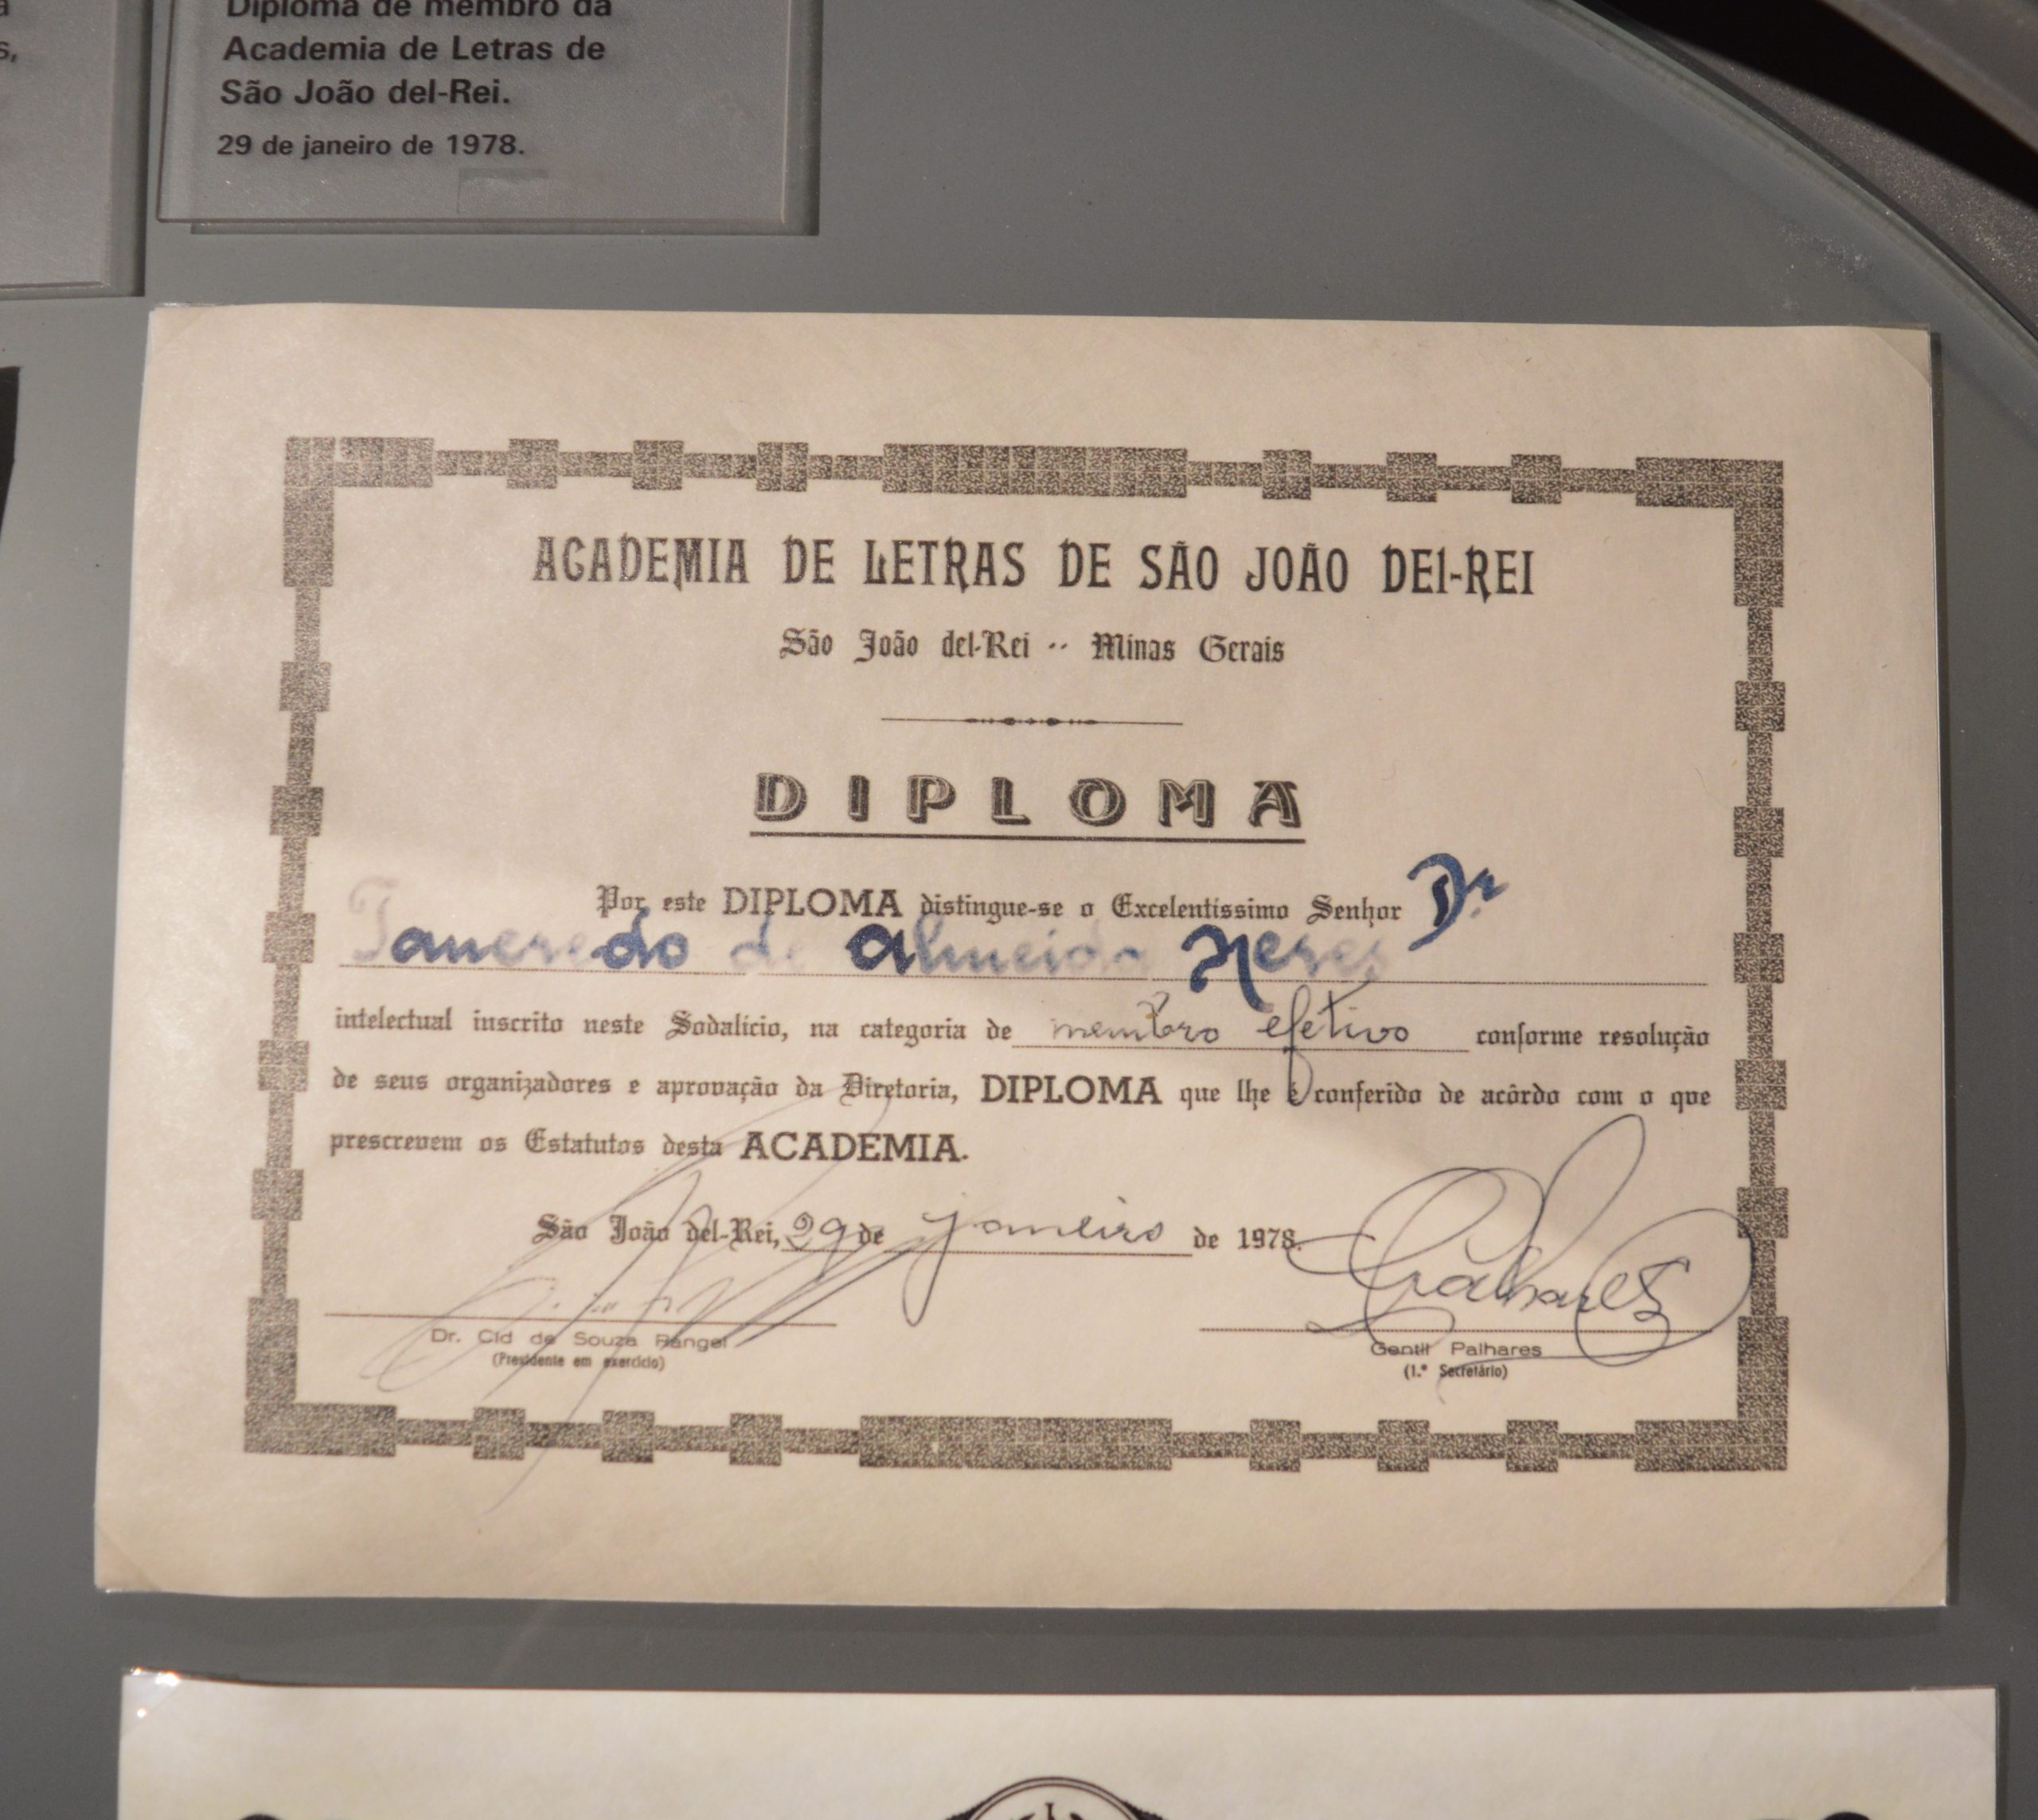 a
s,
Diploma de membro da
Academia de Letras de
São João del-Rei.
29 de janeiro de 1978.
ACADEMIA DE LETRAS DE SÃO JOÃO DEl-REI
São João del-Rei -- Minas Gerais
DIPLOMA
Por este DIPLOMA distingue-se o Excelentissimo Senhor Dr.
Tancredo de Almeida Neves
intelectual inscrito neste Sodalício, na categoria de membro efetivo conforme resolução
de seus organizadores e aprovação da Diretoria, DIPLOMA que lhe é conferido de acôrdo com o que
prescrevem os Estatutos desta ACADEMIA.
São João del-Rei, 29 de janeiro de 1978.
Palhares
Dr. Cid de Souza Rangel
(Presidente em exercício)
Gentil Palhares
(1.º Secretário)